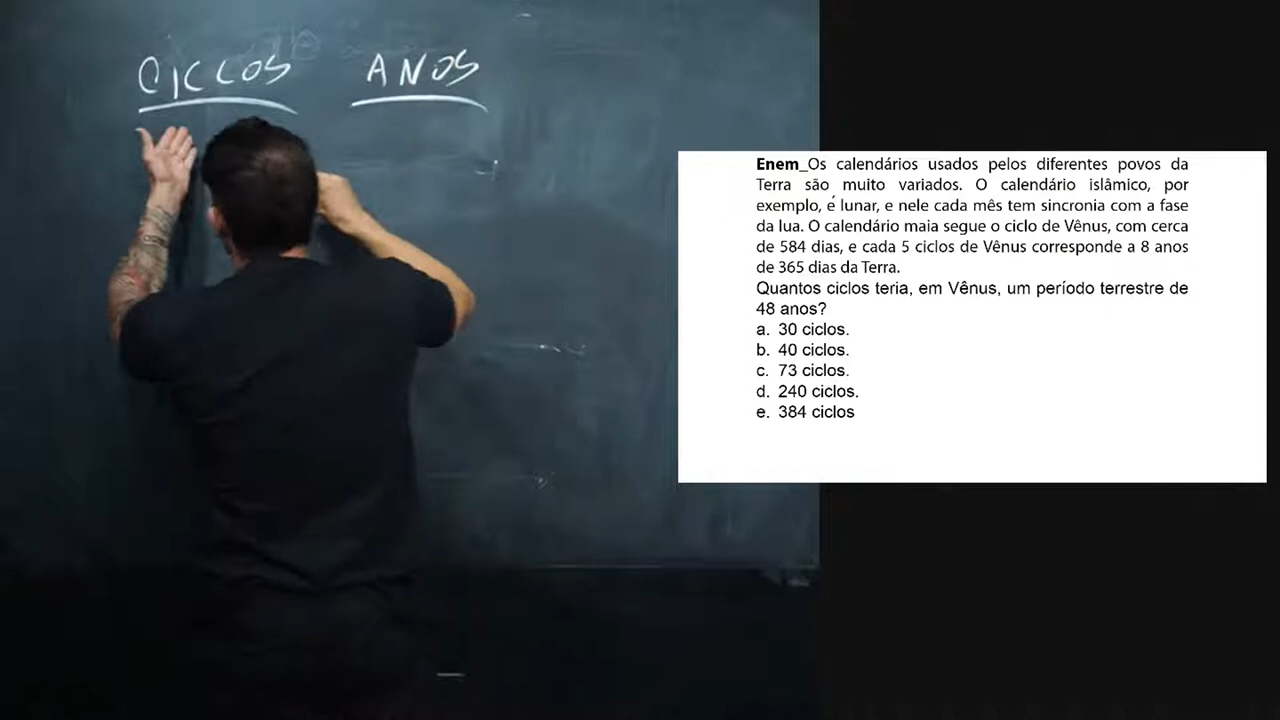 CICLOS ANOS
Enem_Os calendários usados pelos diferentes povos da
Terra são muito variados. O calendário islâmico, por
exemplo, é lunar, e nele cada mês tem sincronia com a fase
da lua. O calendário maia segue o ciclo de Vênus, com cerca
de 584 dias, e cada 5 ciclos de Vênus corresponde a 8 anos
de 365 dias da Terra.
Quantos ciclos teria, em Vênus, um período terrestre de
48 anos?
a. 30 ciclos.
b. 40 ciclos.
c. 73 ciclos.
d. 240 ciclos.
e. 384 ciclos